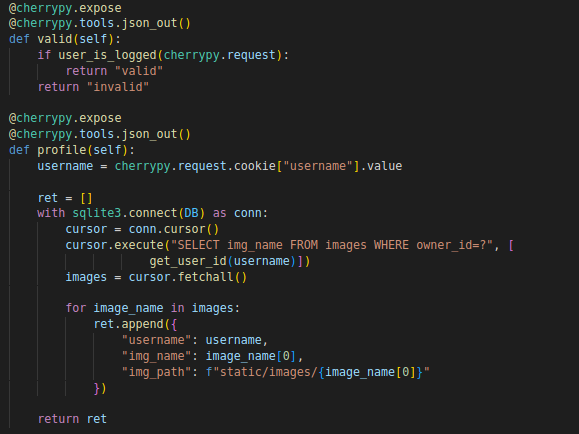 @cherrypy.expose
@cherrypy.tools.json_out()
def valid(self):
    if user_is_logged(cherrypy.request):
        return "valid"
    return "invalid"

@cherrypy.expose
@cherrypy.tools.json_out()
def profile(self):
    username = cherrypy.request.cookie["username"].value

    ret = []
    with sqlite3.connect(DB) as conn:
        cursor = conn.cursor()
        cursor.execute("SELECT img_name FROM images WHERE owner_id=?", [
                    get_user_id(username)])
        images = cursor.fetchall()

        for image_name in images:
            ret.append({
                "username": username,
                "img_name": image_name[0],
                "img_path": f"static/images/{image_name[0]}"
            })

    return ret